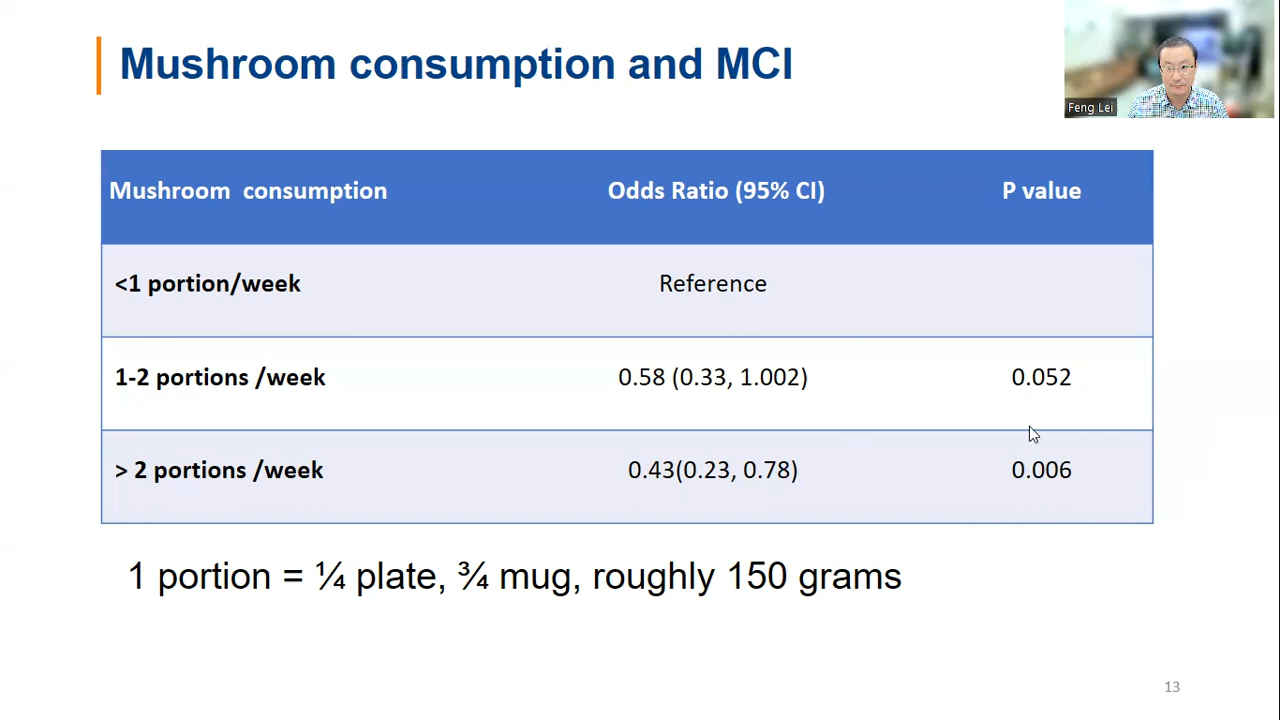 Mushroom consumption and MCI
Feng Lei
Mushroom consumption Odds Ratio (95% CI) P value
<1 portion/week Reference
1-2 portions /week 0.58 (0.33, 1.002) 0.052
> 2 portions /week 0.43(0.23, 0.78) 0.006
1 portion = ¼ plate, ¾ mug, roughly 150 grams
13